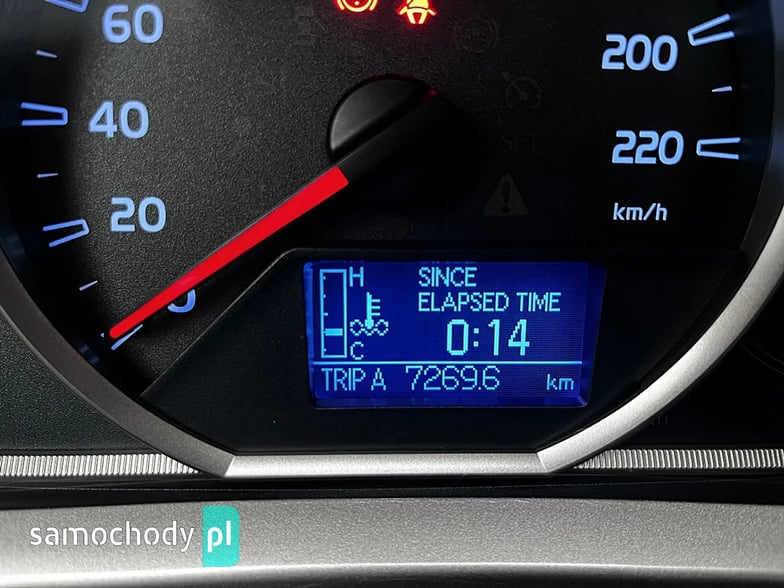 60
40
20
0
200
220
km/h
SET
H
C
SINCE
ELAPSED TIME
0:14
TRIP A 7269.6 km
samochody pl